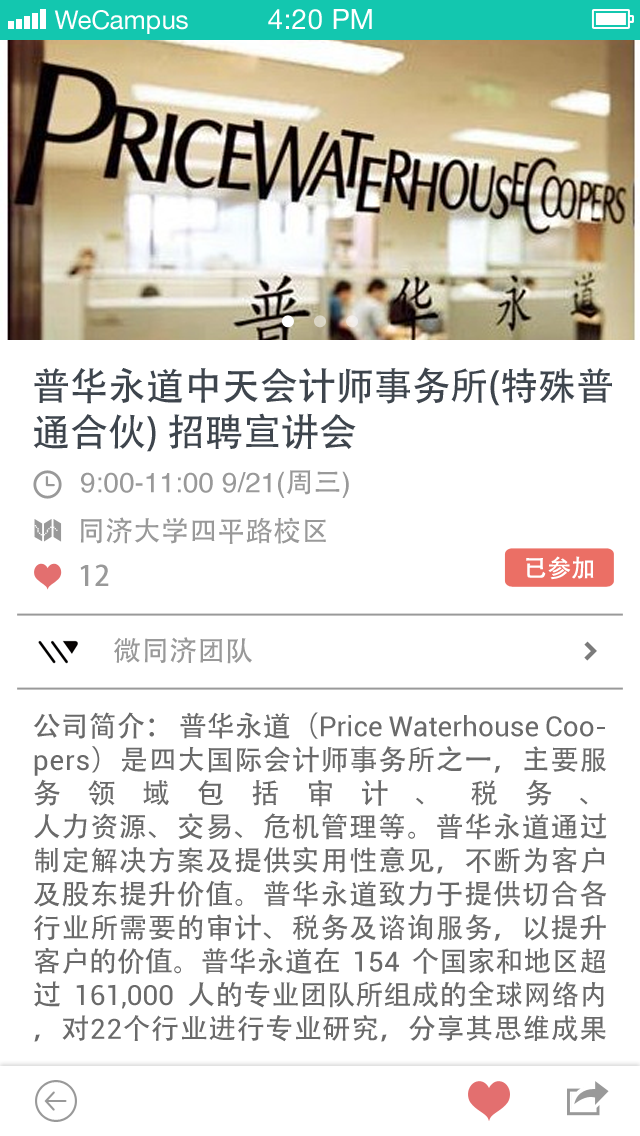 WeCampus
4:20 PM
PRICEWATERHOUSECOOPERS
普华永道
普华永道中天会计师事务所(特殊普
通合伙) 招聘宣讲会
9:00-11:00 9/21(周三)
同济大学四平路校区
12
已参加
微同济团队
公司简介： 普华永道（Price Waterhouse Coo-
pers）是四大国际会计师事务所之一，主要服
务领域包括审计、税务、
人力资源、交易、危机管理等。普华永道通过
制定解决方案及提供实用性意见，不断为客户
及股东提升价值。普华永道致力于提供切合各
行业所需要的审计、税务及谘询服务，以提升
客户的价值。普华永道在 154 个国家和地区超
过 161,000 人的专业团队所组成的全球网络内
，对22个行业进行专业研究，分享其思维成果